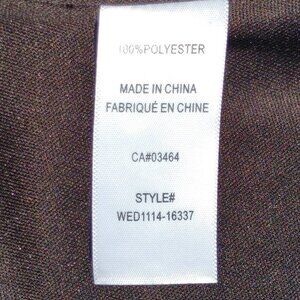 100%POLYESTER
MADE IN CHINA
FABRIQUÉ EN CHINE
CA#03464
STYLE#
WED1114-16337